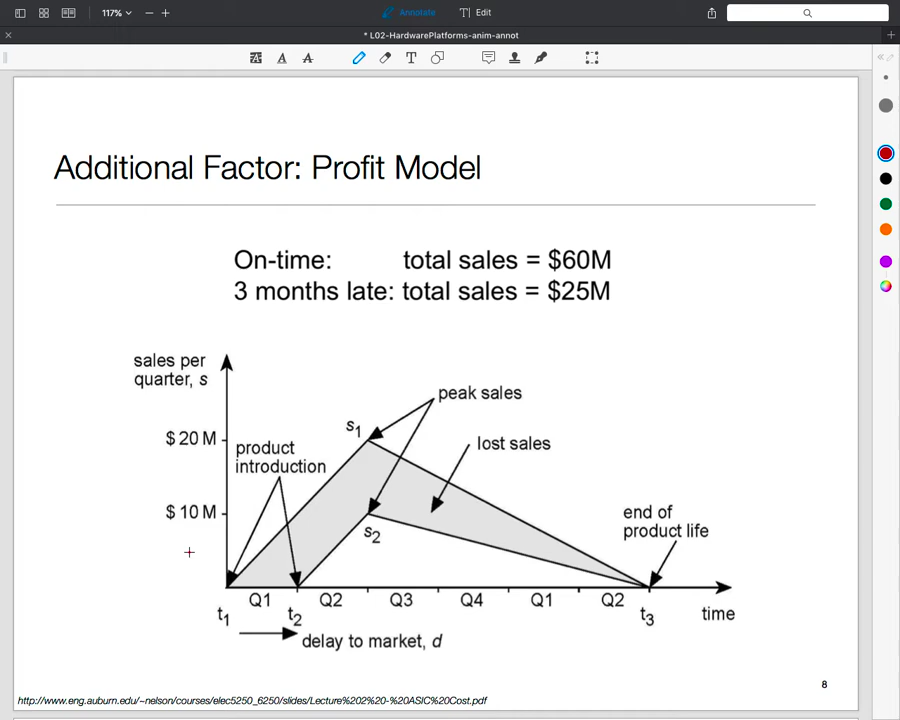 117%
Annotate
Edit
* L02-HardwarePlatforms-anim-annot
Additional Factor: Profit Model
On-time: total sales = $60M
3 months late: total sales = $25M
sales per
quarter, s
$ 20 M
$ 10 M
product
introduction
s1
s2
peak sales
lost sales
end of
product life
Q1 Q2 Q3 Q4 Q1 Q2
t1 t2 t3 time
delay to market, d
8
http://www.eng.auburn.edu/~nelson/courses/elec5250_6250/slides/Lecture%202%20-%20ASIC%20Cost.pdf